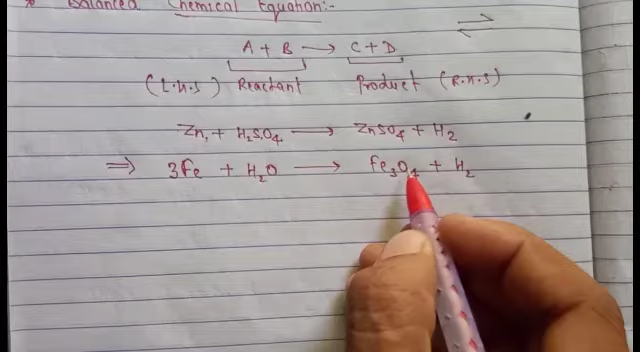 * Balanced Chemical Equation:-
⇌
A + B → C + D
(L.H.S) Reactant Product (R.H.S)
Zn + H₂SO₄ → ZnSO₄ + H₂
⇒ 3Fe + H₂O → Fe₃O₄ + H₂